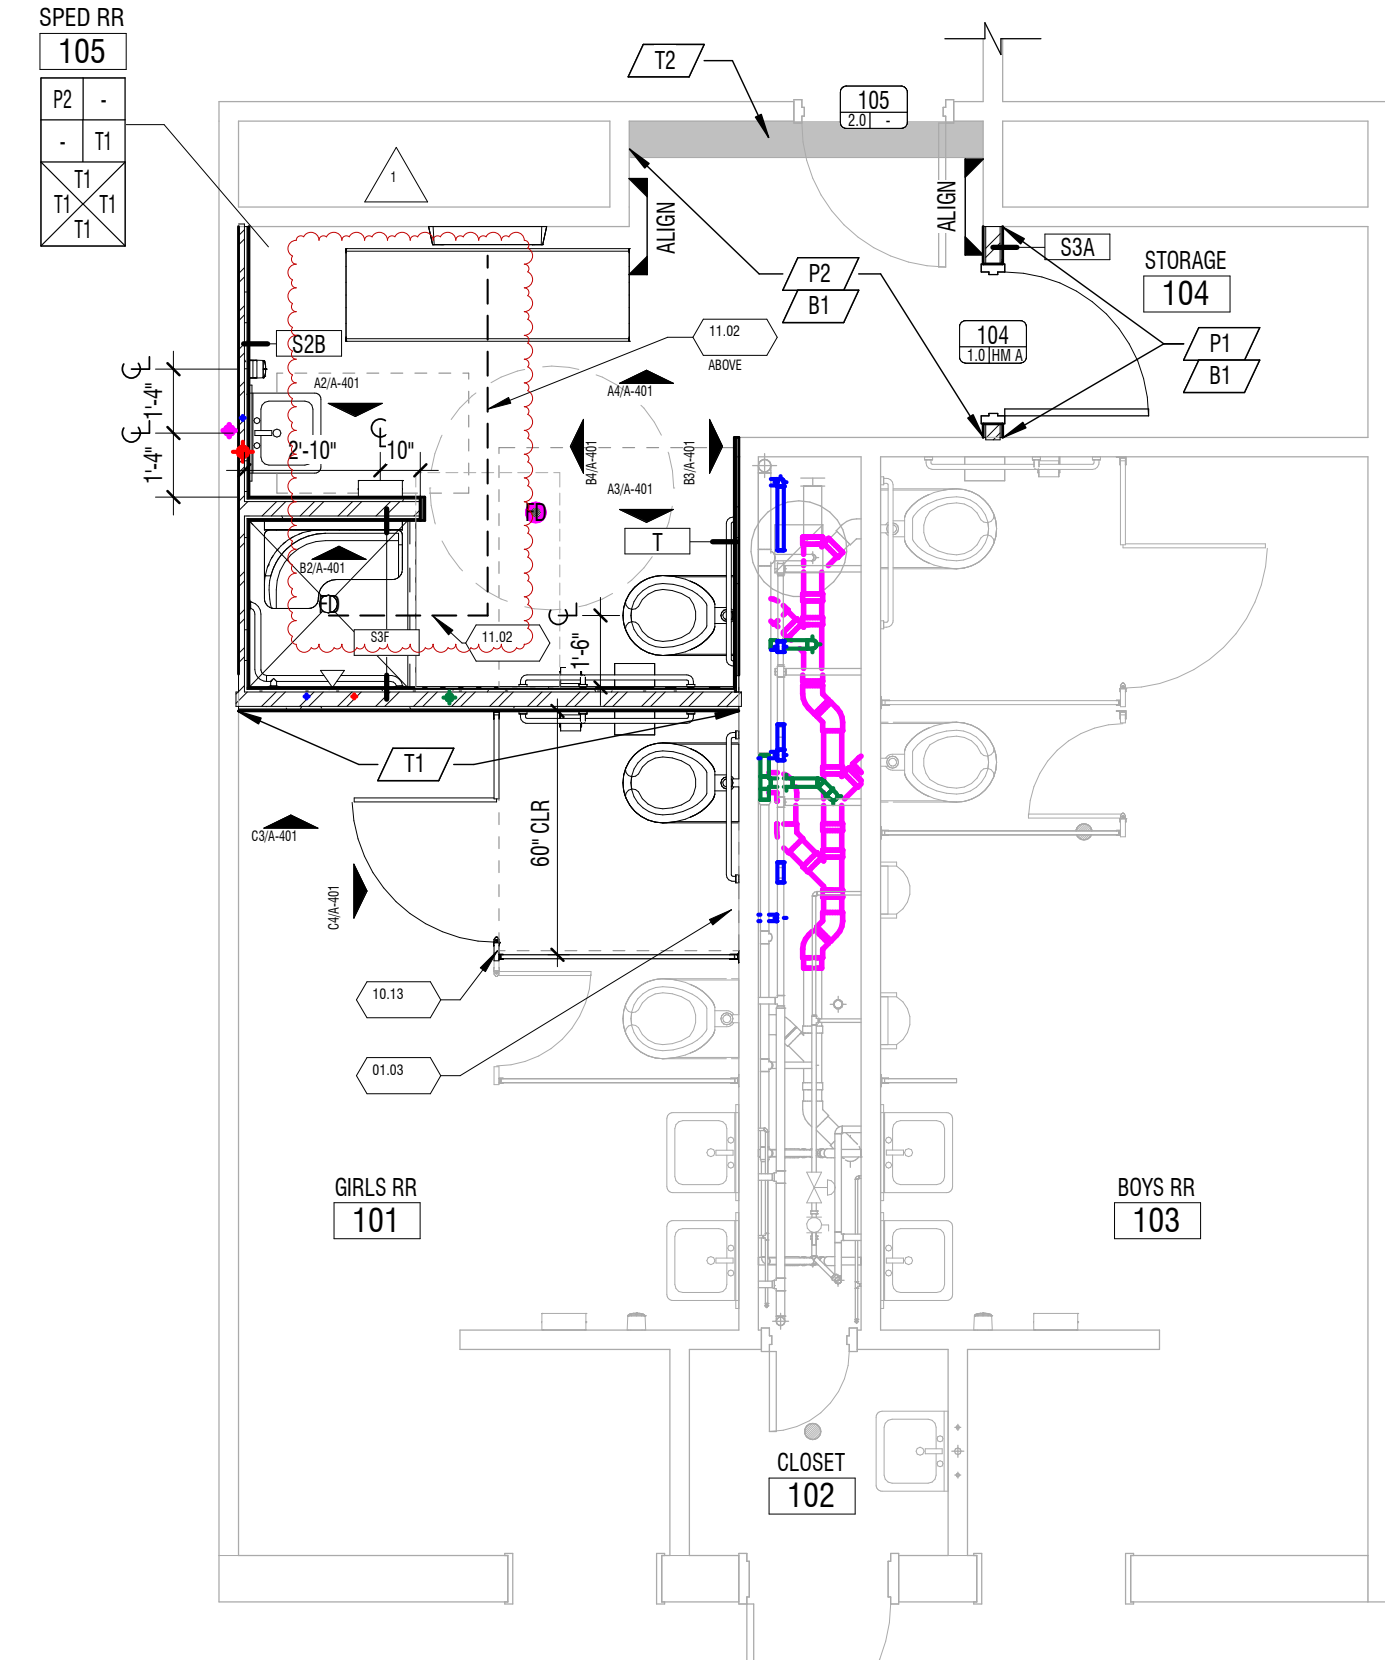 SPED RR
105
P2 -
- T1
T1
T1 T1
T1
T2
105
2.0 -
1
ALIGN
ALIGN
S3A
STORAGE
104
P2
B1
104
1.0 HM A
P1
B1
S2B
11.02
ABOVE
CL
1'-4"
A2/A-401
A4/A-401
CL
CL
2'-10"
10"
1'-4"
B4/A-401
B3/A-401
A3/A-401
FD
T
B2/A-401
FD
S3F
11.02
CL
1'-6"
T1
60" CLR
C3/A-401
C4/A-401
10.13
01.03
GIRLS RR
101
BOYS RR
103
CLOSET
102